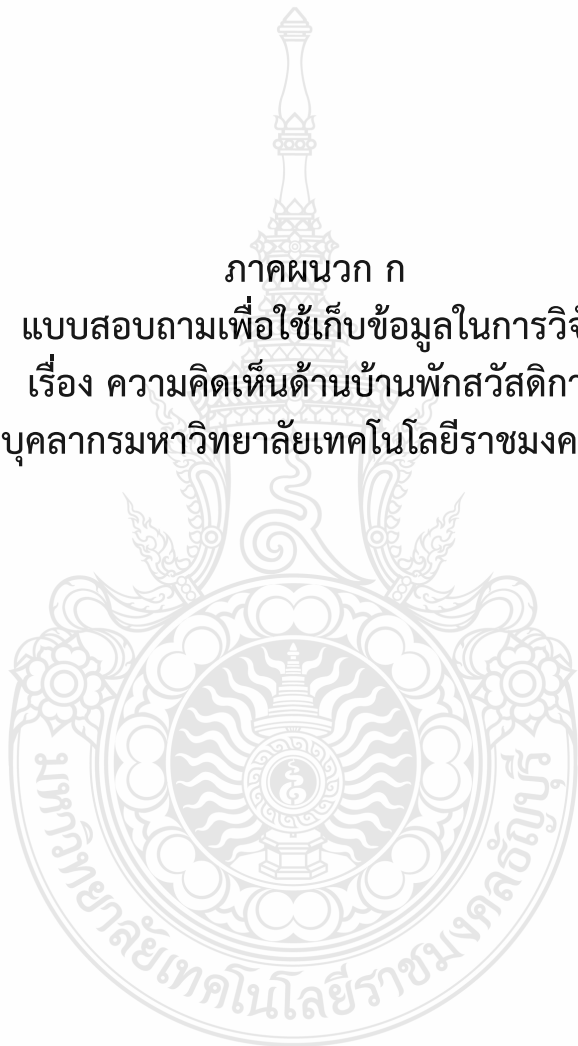 ภาคผนวก ก
แบบสอบถามเพื่อใช้เก็บข้อมูลในการวิจั
เรื่อง ความคิดเห็นด้านบ้านพักสวัสดิกา
บุคลากรมหาวิทยาลัยเทคโนโลยีราชมงค
มหาวิทยาลัยเทคโนโลยีราชมงคลธัญบุรี